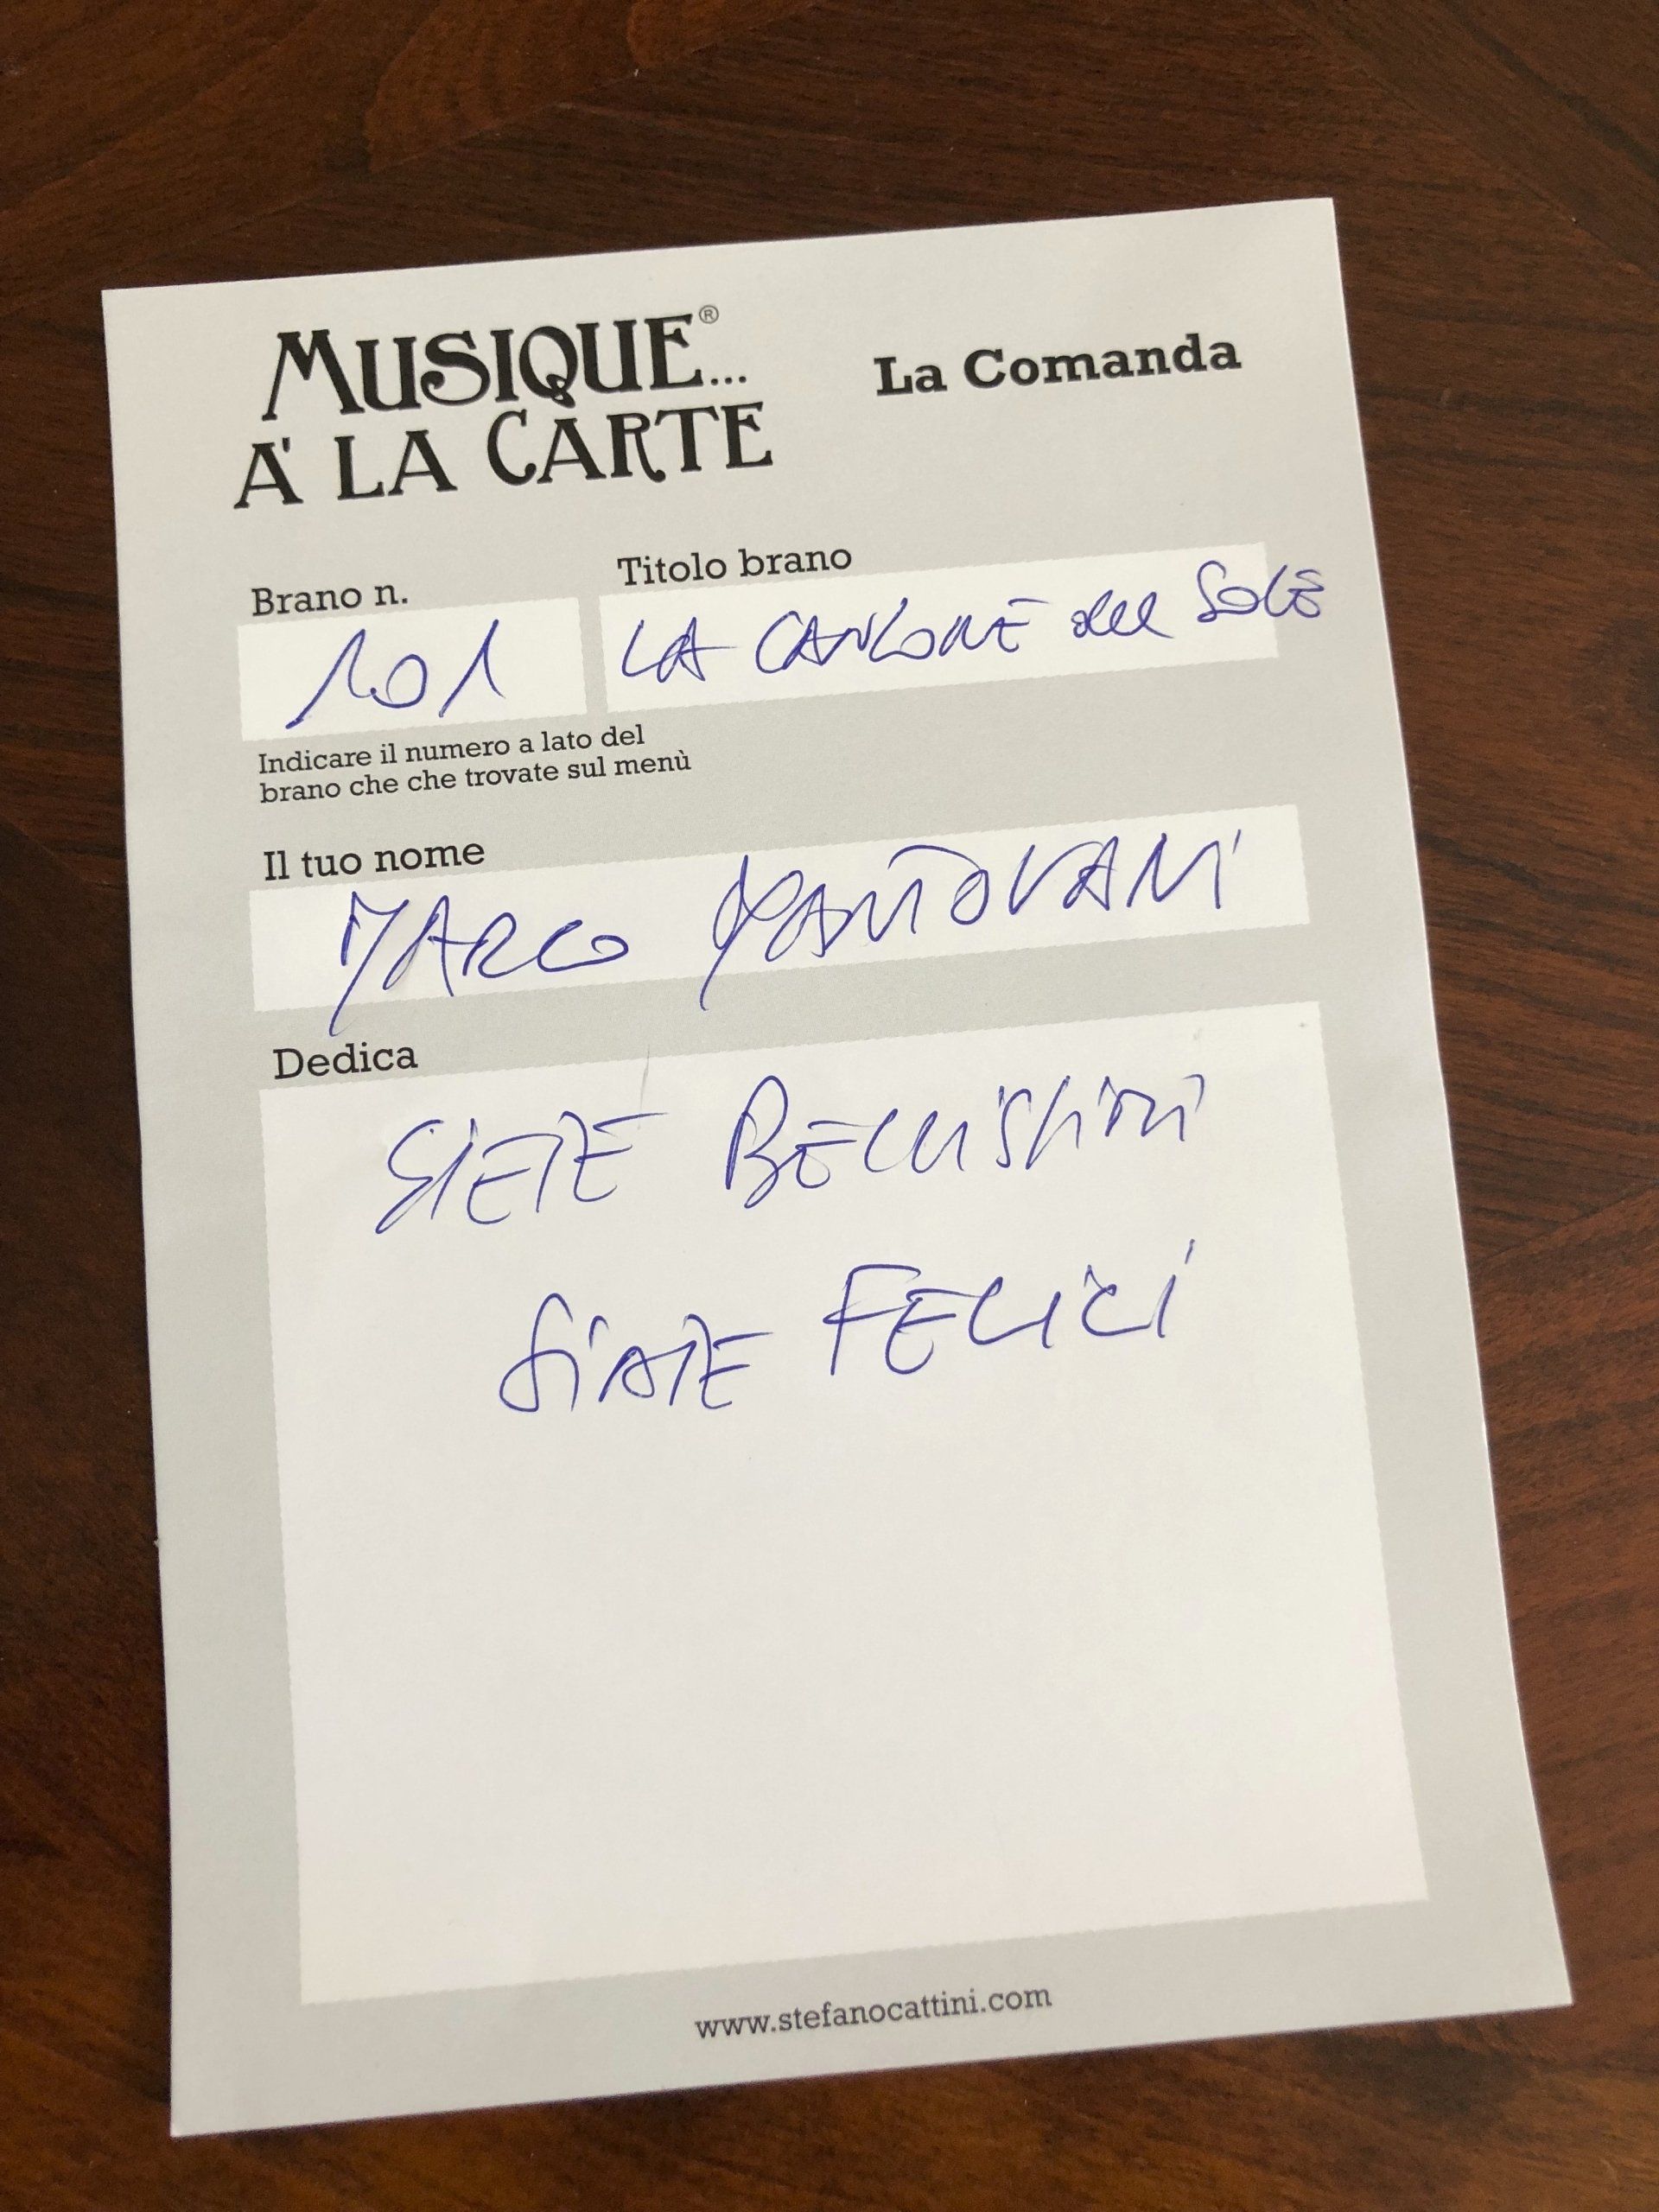 MUSIQUE...®
A' LA CARTE
La Comanda
Brano n.
Titolo brano
101
LA CANZONE del SOLE
Indicare il numero a lato del
brano che che trovate sul menù
Il tuo nome
MARCO MANTOVANI
Dedica
SIETE BELLISSIMI
SIATE FELICI
www.stefanocattini.com